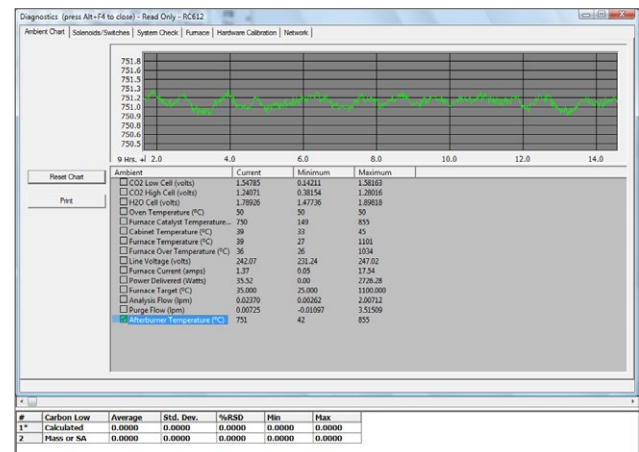 Diagnostics (press Alt+F4 to close) - Read Only - RC612
Ambient Chart Solenoids/Switches System Check Furnace Hardware Calibration Network
751.8
751.6
751.5
751.3
751.2
751.0
750.9
750.8
750.6
750.5
9 Hrs. + 2.0 4.0 6.0 8.0 10.0 12.0 14.0
Reset Chart
Print
Ambient Current Minimum Maximum
CO2 Low Cell (volts) 1.54785 0.14211 1.58163
CO2 High Cell (volts) 1.24071 0.38154 1.28016
H2O Cell (volts) 1.78926 1.47736 1.89818
Oven Temperature (ºC) 50 50 50
Furnace Catalyst Temperature... 750 149 855
Cabinet Temperature (ºC) 39 33 45
Furnace Temperature (ºC) 39 27 1101
Furnace Over Temperature (ºC) 36 26 1034
Line Voltage (volts) 242.07 231.24 247.02
Furnace Current (amps) 1.37 0.05 17.54
Power Delivered (Watts) 35.52 0.00 2726.28
Furnace Target (ºC) 35.000 25.000 1100.000
Analysis Flow (lpm) 0.02370 0.00262 2.00712
Purge Flow (lpm) 0.00725 -0.01097 3.51509
Afterburner Temperature (ºC) 751 42 855
# Carbon Low Average Std. Dev. %RSD Min Max
1* Calculated 0.0000 0.0000 0.0000 0.0000 0.0000
2 Mass or SA 0.0000 0.0000 0.0000 0.0000 0.0000